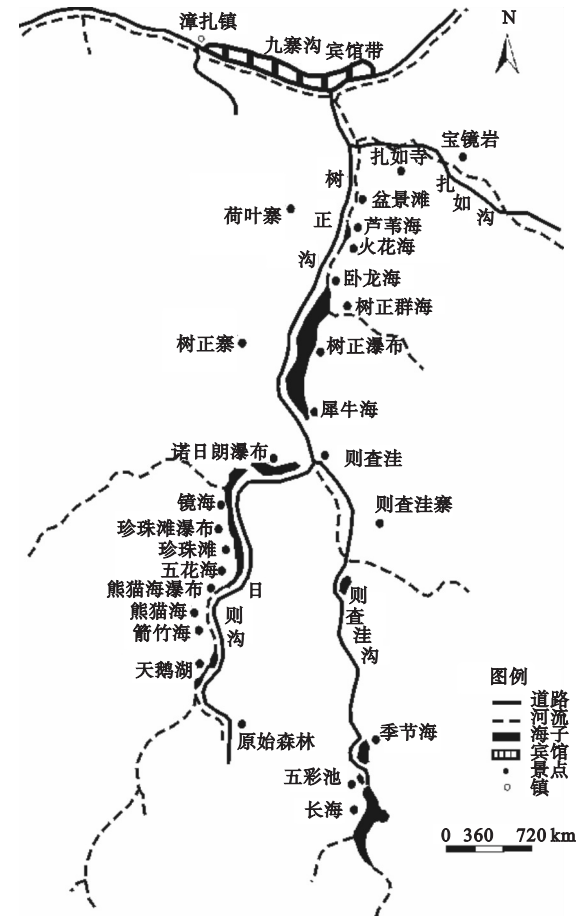 漳扎镇
N
九寨沟
宾馆带
宝镜岩
扎如寺
扎如沟
树正沟
盆景滩
荷叶寨
芦苇海
火花海
卧龙海
树正群海
树正寨
树正瀑布
犀牛海
诺日朗瀑布
则查洼
镜海
则查洼寨
珍珠滩瀑布
珍珠滩
五花海
熊猫海瀑布
日则沟
则查洼沟
熊猫海
箭竹海
天鹅湖
原始森林
季节海
五彩池
长海
图例
道路
河流
海子
宾馆
景点
镇
0 360 720 km